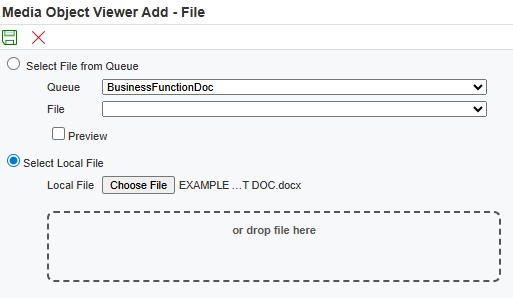 Media Object Viewer Add - File
Select File from Queue
Queue BusinessFunctionDoc
File
Preview
Select Local File
Local File Choose File EXAMPLE ...T DOC.docx
or drop file here